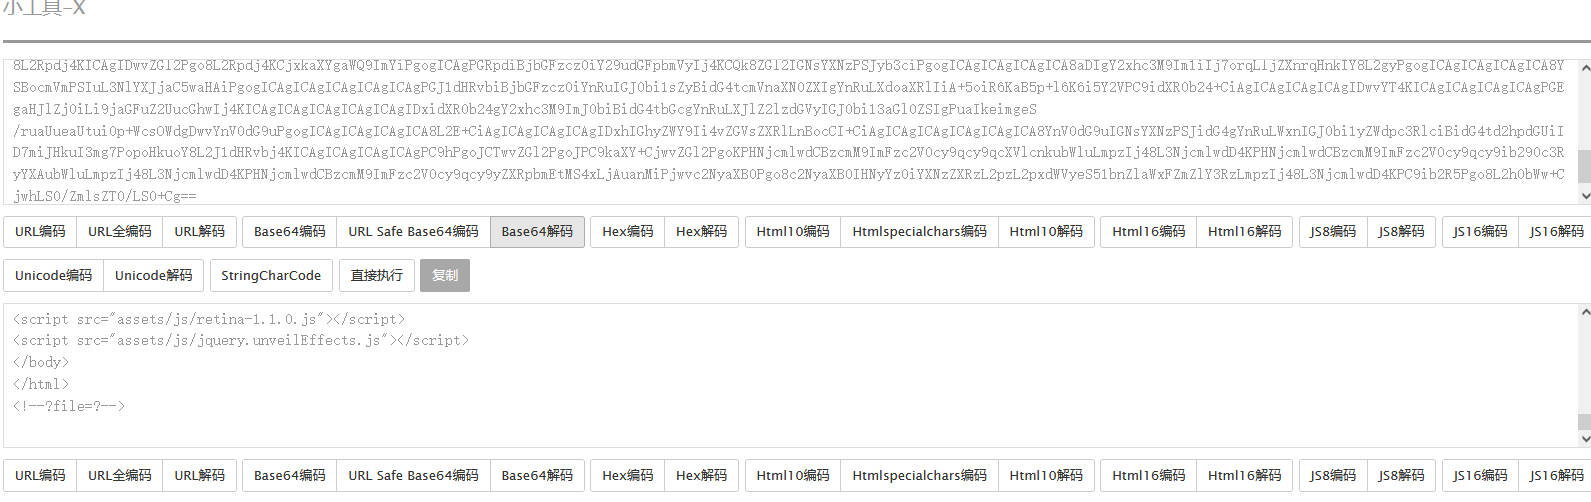 小工具-X
8L2Rpdj4KICAgIDwvZGl2Pgo8L2Rpdj4KCjxkaXYgaWQ9ImYiPgogICAgPGRpdiBjbGFzcz0iY29udGFpbmVyIj4KCQk8ZGl2IGNsYXNzPSJyb3ciPgogICAgICAgICAgICA8aDIgY2xhc3M9Im1iIj7orqLljZXnrqHnkIY8L2gyPgogICAgICAgICAgICA8Y
SBocmVmPSIuL3NlYXJjaC5waHAiPgogICAgICAgICAgICAgICAgPGJ1dHRvbiBjbGFzcz0iYnRuIGJ0bi1sZyBidG4tcmVnaXN0ZXIgYnRuLXdoaXRlIiA+5oiR6KaB5p+l6K6i5Y2VPC9idXR0b24+CiAgICAgICAgICAgIDwvYT4KICAgICAgICAgICAgPGE
gaHJlZj0iLi9jaGFuZ2UucGhwIj4KICAgICAgICAgICAgICAgIDxidXR0b24gY2xhc3M9ImJ0biBidG4tbGcgYnRuLXJlZ2lzdGVyIGJ0bi13aGl0ZSIgPuaIkeimgeS
/ruaUueaUtui0p+WcsOWdgDwvYnV0dG9uPgogICAgICAgICAgICA8L2E+CiAgICAgICAgICAgIDxhIGhyZWY9Ii4vZGVsZXRlLnBocCI+CiAgICAgICAgICAgICAgICA8YnV0dG9uIGNsYXNzPSJidG4gYnRuLWxnIGJ0bi1yZWdpc3RlciBidG4td2hpdGUiI
D7miJHkuI3mg7PopoHkuoY8L2J1dHRvbj4KICAgICAgICAgICAgPC9hPgoJCTwvZGl2PgoJPC9kaXY+CjwvZGl2PgoKPHNjcmlwdCBzcmM9ImFzc2V0cy9qcy9qcXVlcnkubWluLmpzIj48L3NjcmlwdD4KPHNjcmlwdCBzcmM9ImFzc2V0cy9qcy9ib290c3R
yYXAubWluLmpzIj48L3NjcmlwdD4KPHNjcmlwdCBzcmM9ImFzc2V0cy9qcy9yZXRpbmEtMS4xLjAuanMiPjwvc2NyaXB0Pgo8c2NyaXB0IHNyYz0iYXNzZXRzL2pzL2pxdWVyeS51bnZlaWxFZmZlY3RzLmpzIj48L3NjcmlwdD4KPC9ib2R5Pgo8L2h0bWw+C
jwhLS0/ZmlsZT0/LS0+Cg==
URL编码 URL全编码 URL解码 Base64编码 URL Safe Base64编码 Base64解码 Hex编码 Hex解码 Html10编码 Htmlspecialchars编码 Html10解码 Html16编码 Html16解码 JS8编码 JS8解码 JS16编码 JS16解码
Unicode编码 Unicode解码 StringCharCode 直接执行 复制
<script src="assets/js/retina-1.1.0.js"></script>
<script src="assets/js/jquery.unveilEffects.js"></script>
</body>
</html>
<!--?file=?-->
URL编码 URL全编码 URL解码 Base64编码 URL Safe Base64编码 Base64解码 Hex编码 Hex解码 Html10编码 Htmlspecialchars编码 Html10解码 Html16编码 Html16解码 JS8编码 JS8解码 JS16编码 JS16解码